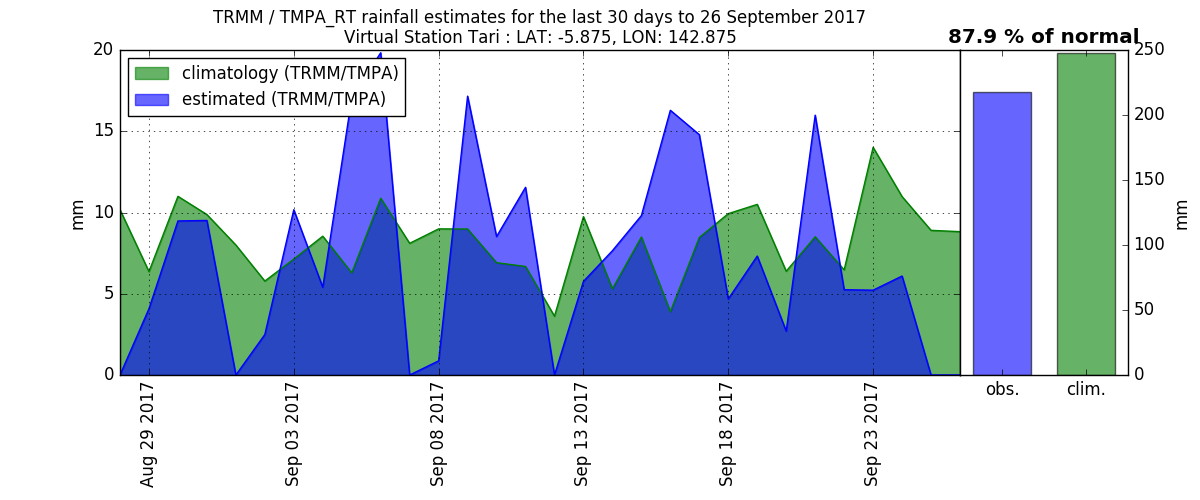 TRMM / TMPA_RT rainfall estimates for the last 30 days to 26 September 2017
Virtual Station Tari : LAT: -5.875, LON: 142.875
87.9 % of normal
climatology (TRMM/TMPA)
estimated (TRMM/TMPA)
20
15
10
5
0
mm
Aug 29 2017
Sep 03 2017
Sep 08 2017
Sep 13 2017
Sep 18 2017
Sep 23 2017
obs.
clim.
250
200
150
100
50
0
mm